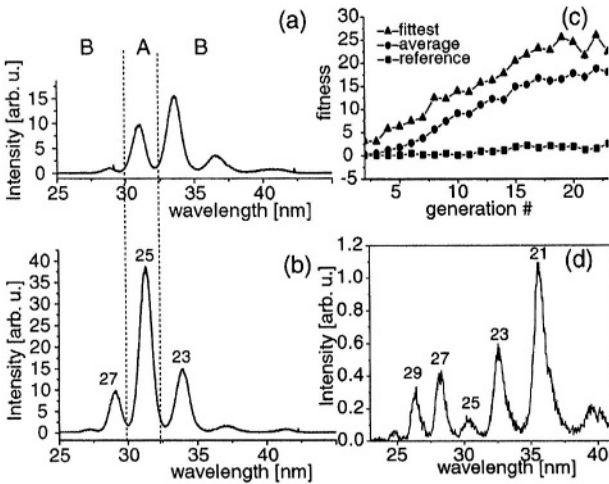 (a)
B A B
Intensity [arb. u.]
15
10
5
0
25 30 35 40
wavelength [nm]
(c)
fittest
average
reference
fitness
30
25
20
15
10
5
0
-5
5 10 15 20
generation #
(b)
Intensity [arb. u.]
40
35
30
25
20
15
10
5
0
27
25
23
25 30 35 40
wavelength [nm]
(d)
Intensity [arb. u.]
1.2
1.0
0.8
0.6
0.4
0.2
0.0
29
27
25
23
21
25 30 35 40
wavelength [nm]